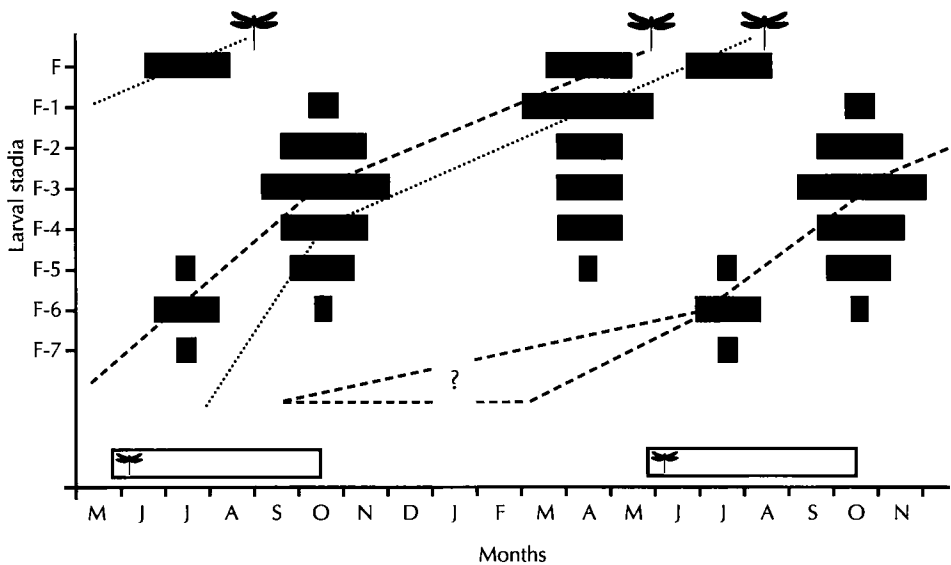 F
F-1
F-2
F-3
F-4
F-5
F-6
F-7
Larval stadia
?
M J J A S O N D J F M A M J J A S O N
Months